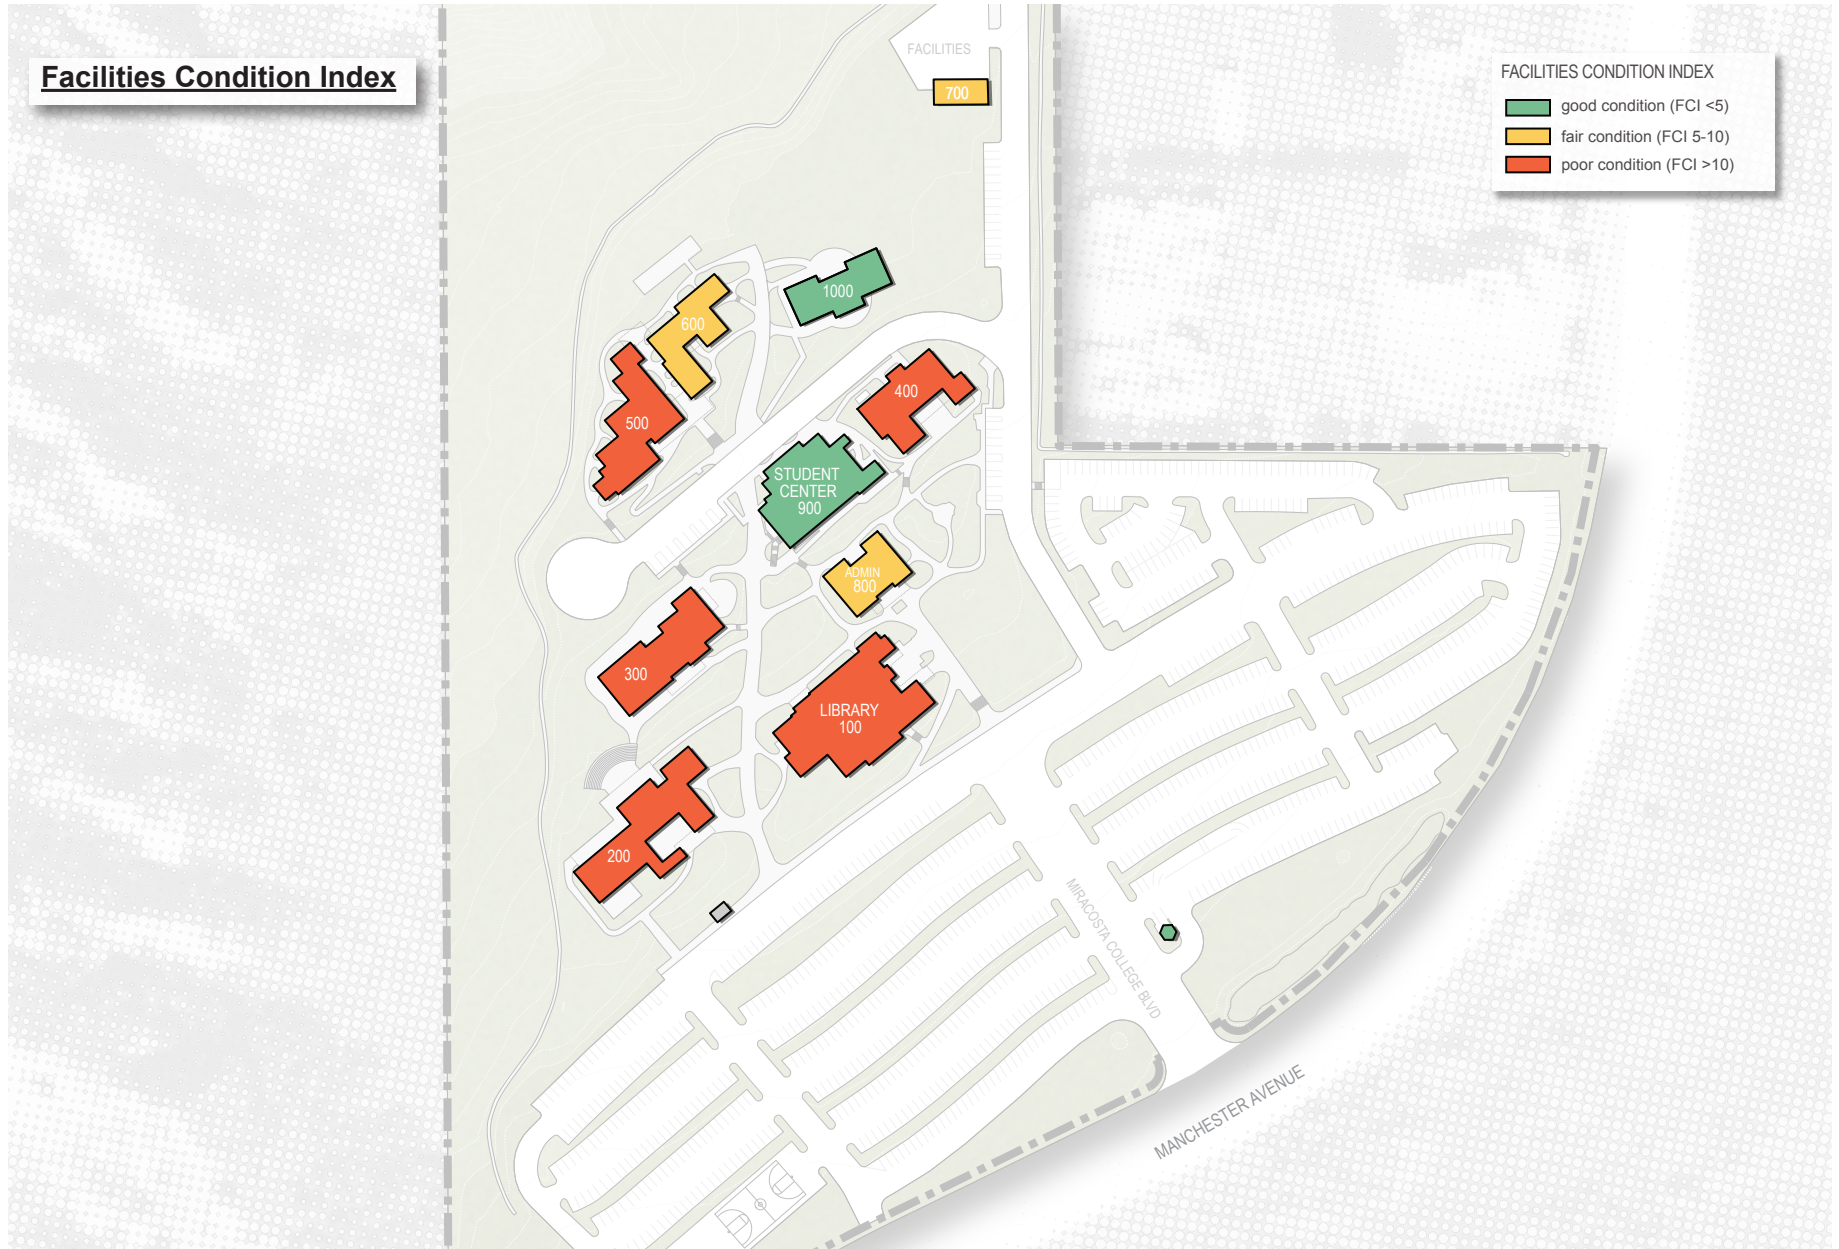 Facilities Condition Index
FACILITIES
700
FACILITIES CONDITION INDEX
good condition (FCI <5)
fair condition (FCI 5-10)
poor condition (FCI >10)
1000
600
400
500
STUDENT
CENTER
900
ADMIN
800
300
LIBRARY
100
200
MIRACOSTA COLLEGE BLVD
MANCHESTER AVENUE